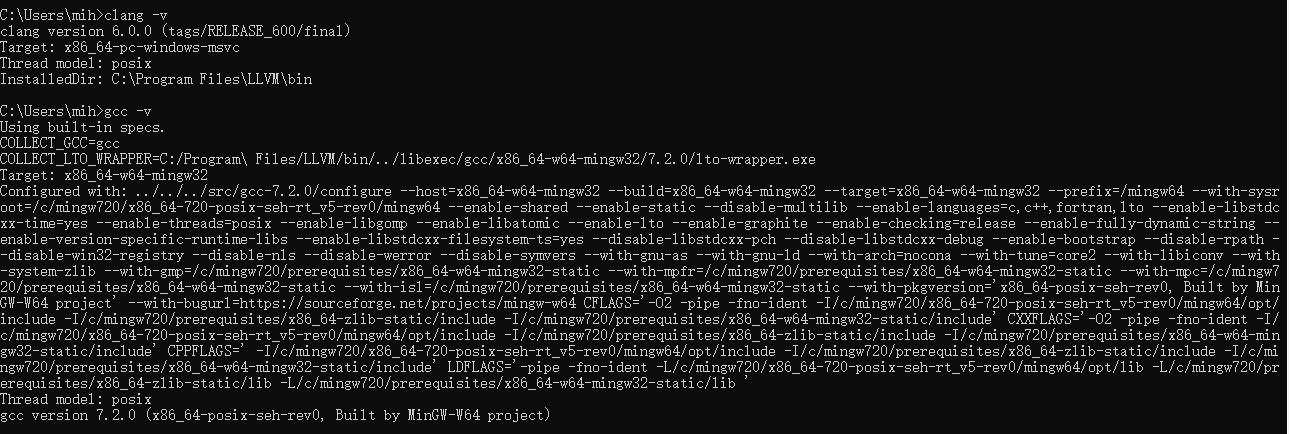 C:\Users\mih>clang -v
clang version 6.0.0 (tags/RELEASE_600/final)
Target: x86_64-pc-windows-msvc
Thread model: posix
InstalledDir: C:\Program Files\LLVM\bin
C:\Users\mih>gcc -v
Using built-in specs.
COLLECT_GCC=gcc
COLLECT_LTO_WRAPPER=C:/Program\ Files/LLVM/bin/../libexec/gcc/x86_64-w64-mingw32/7.2.0/lto-wrapper.exe
Target: x86_64-w64-mingw32
Configured with: ../../../src/gcc-7.2.0/configure --host=x86_64-w64-mingw32 --build=x86_64-w64-mingw32 --target=x86_64-w64-mingw32 --prefix=/mingw64 --with-sysr
oot=/c/mingw720/x86_64-720-posix-seh-rt_v5-rev0/mingw64 --enable-shared --enable-static --disable-multilib --enable-languages=c,c++,fortran,lto --enable-libstdc
xx-time=yes --enable-threads=posix --enable-libgomp --enable-libatomic --enable-lto --enable-graphite --enable-checking=release --enable-fully-dynamic-string --
enable-version-specific-runtime-libs --enable-libstdcxx-filesystem-ts=yes --disable-libstdcxx-pch --disable-libstdcxx-debug --enable-bootstrap --disable-rpath -
-disable-win32-registry --disable-nls --disable-werror --disable-symvers --with-gnu-as --with-gnu-ld --with-arch=nocona --with-tune=core2 --with-libiconv --with
-system-zlib --with-gmp=/c/mingw720/prerequisites/x86_64-w64-mingw32-static --with-mpfr=/c/mingw720/prerequisites/x86_64-w64-mingw32-static --with-mpc=/c/mingw7
20/prerequisites/x86_64-w64-mingw32-static --with-isl=/c/mingw720/prerequisites/x86_64-w64-mingw32-static --with-pkgversion='x86_64-posix-seh-rev0, Built by Min
GW-W64 project' --with-bugurl=https://sourceforge.net/projects/mingw-w64 CFLAGS='-O2 -pipe -fno-ident -I/c/mingw720/x86_64-720-posix-seh-rt_v5-rev0/mingw64/opt/
include -I/c/mingw720/prerequisites/x86_64-zlib-static/include -I/c/mingw720/prerequisites/x86_64-w64-mingw32-static/include' CXXFLAGS='-O2 -pipe -fno-ident -I/
c/mingw720/x86_64-720-posix-seh-rt_v5-rev0/mingw64/opt/include -I/c/mingw720/prerequisites/x86_64-zlib-static/include -I/c/mingw720/prerequisites/x86_64-w64-min
gw32-static/include' CPPFLAGS=' -I/c/mingw720/x86_64-720-posix-seh-rt_v5-rev0/mingw64/opt/include -I/c/mingw720/prerequisites/x86_64-zlib-static/include -I/c/mi
ngw720/prerequisites/x86_64-w64-mingw32-static/include' LDFLAGS='-pipe -fno-ident -L/c/mingw720/x86_64-720-posix-seh-rt_v5-rev0/mingw64/opt/lib -L/c/mingw720/pr
erequisites/x86_64-zlib-static/lib -L/c/mingw720/prerequisites/x86_64-w64-mingw32-static/lib '
Thread model: posix
gcc version 7.2.0 (x86_64-posix-seh-rev0, Built by MinGW-W64 project)